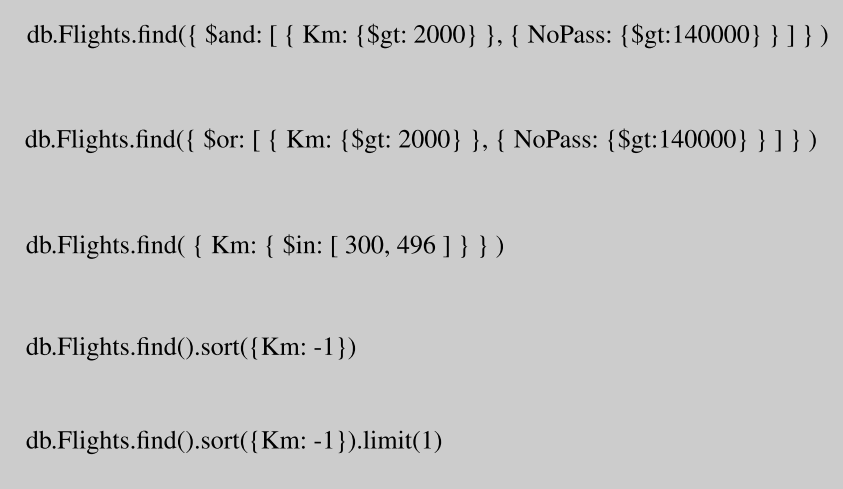 db.Flights.find({ $and: [ { Km: {$gt: 2000} }, { NoPass: {$gt:140000} } ] } )
db.Flights.find({ $or: [ { Km: {$gt: 2000} }, { NoPass: {$gt:140000} } ] } )
db.Flights.find( { Km: { $in: [ 300, 496 ] } } )
db.Flights.find().sort({Km: -1})
db.Flights.find().sort({Km: -1}).limit(1)